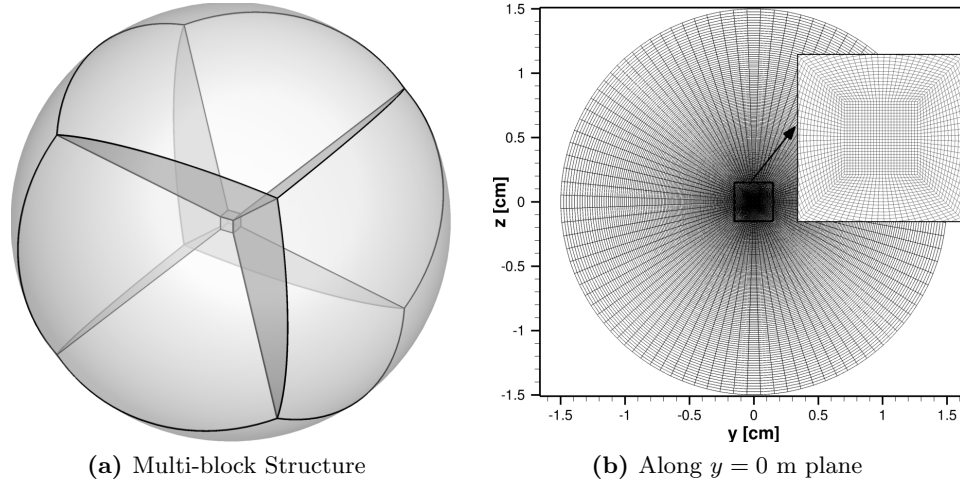 1.5
1
0.5
0
-0.5
-1
-1.5
z [cm]
-1.5 -1 -0.5 0 0.5 1 1.5
y [cm]
(a) Multi-block Structure
(b) Along y = 0 m plane